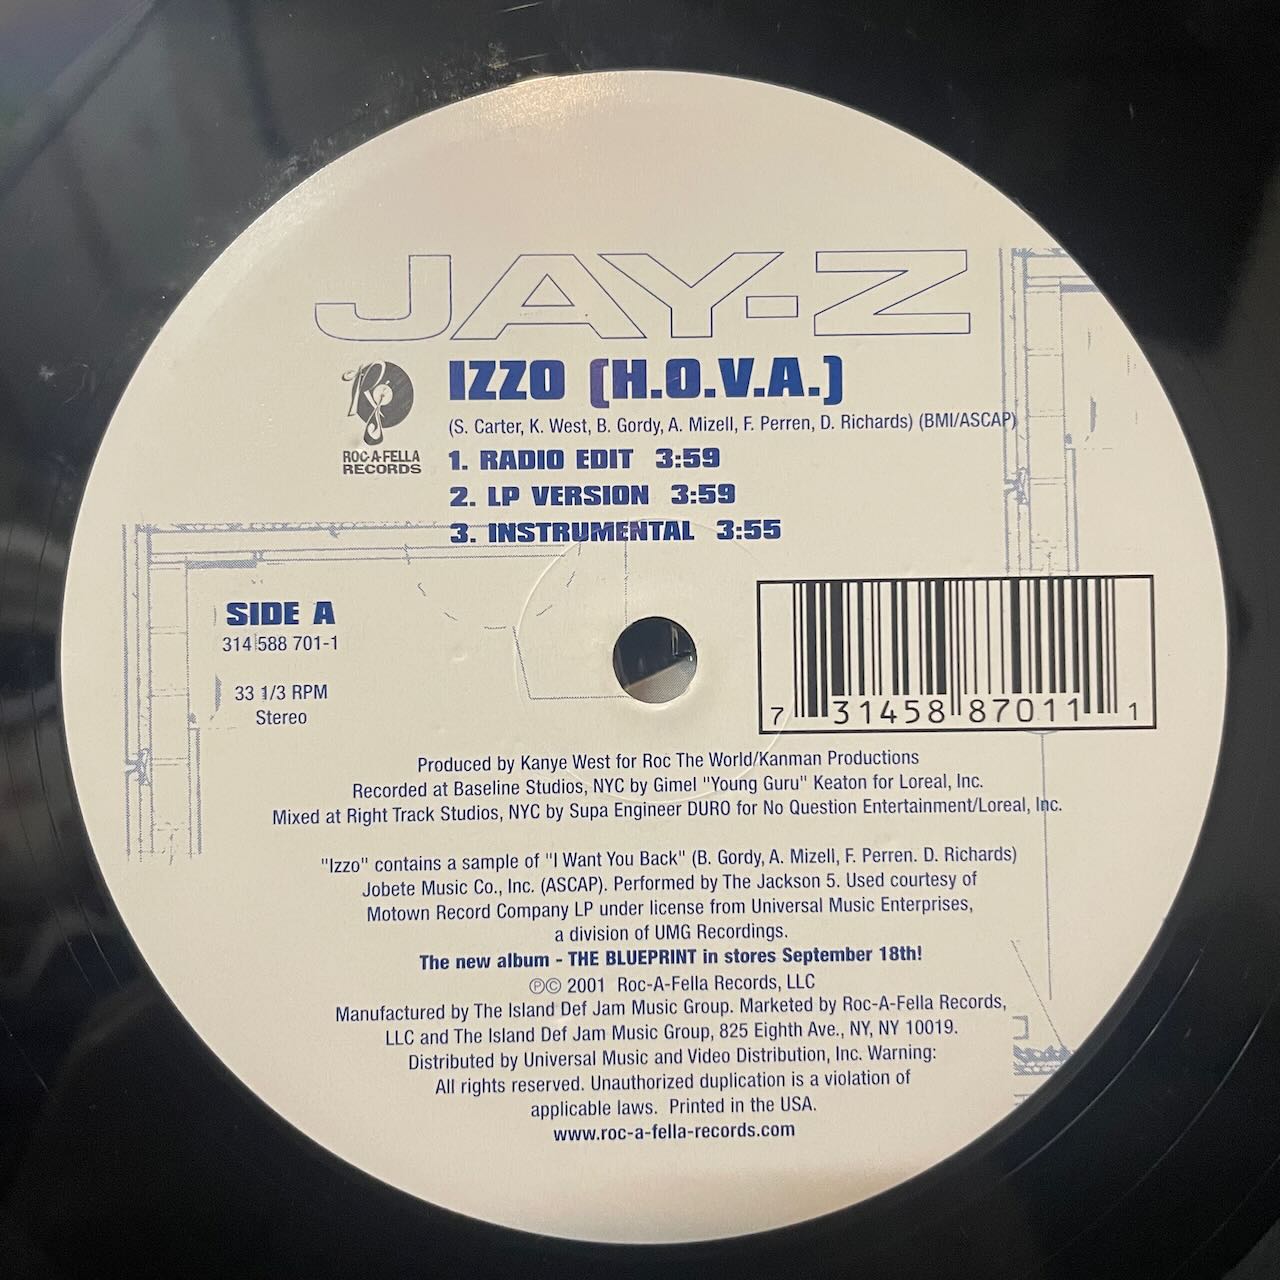 JAY-Z
IZZO (H.O.V.A.)
(S. Carter, K. West, B. Gordy, A. Mizell, F. Perren, D. Richards) (BMI/ASCAP)
ROC-A-FELLA
RECORDS
1. RADIO EDIT 3:59
2. LP VERSION 3:59
3. INSTRUMENTAL 3:55
SIDE A
314 588 701-1
33 1/3 RPM
Stereo
7 31458 87011 1
Produced by Kanye West for Roc The World/Kanman Productions
Recorded at Baseline Studios, NYC by Gimel "Young Guru" Keaton for Loreal, Inc.
Mixed at Right Track Studios, NYC by Supa Engineer DURO for No Question Entertainment/Loreal, Inc.
"Izzo" contains a sample of "I Want You Back" (B. Gordy, A. Mizell, F. Perren. D. Richards)
Jobete Music Co., Inc. (ASCAP). Performed by The Jackson 5. Used courtesy of
Motown Record Company LP under license from Universal Music Enterprises,
a division of UMG Recordings.
The new album - THE BLUEPRINT in stores September 18th!
℗© 2001 Roc-A-Fella Records, LLC
Manufactured by The Island Def Jam Music Group. Marketed by Roc-A-Fella Records,
LLC and The Island Def Jam Music Group, 825 Eighth Ave., NY, NY 10019.
Distributed by Universal Music and Video Distribution, Inc. Warning:
All rights reserved. Unauthorized duplication is a violation of
applicable laws. Printed in the USA.
www.roc-a-fella-records.com